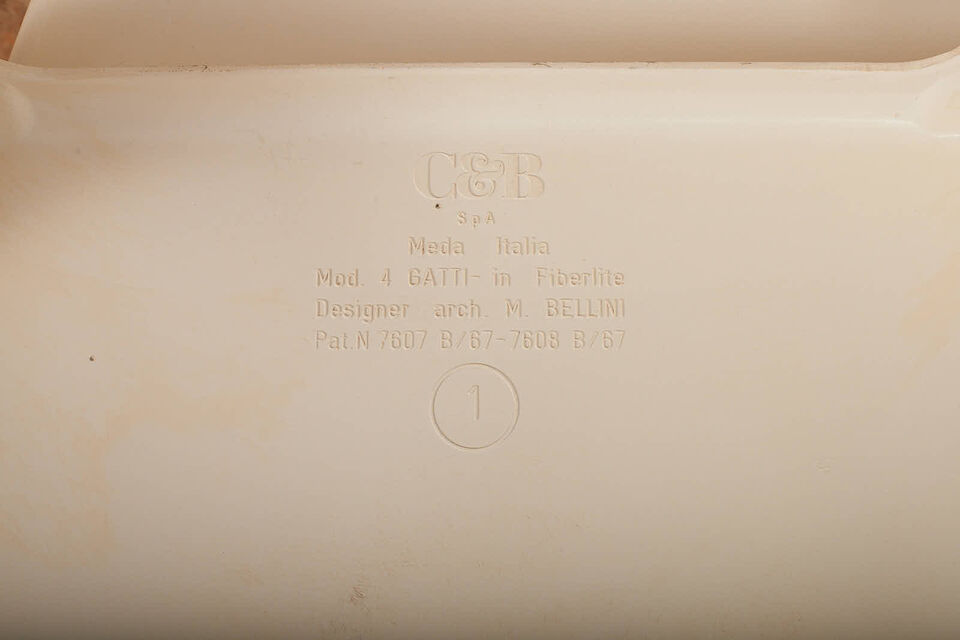 C&B
SpA
Meda Italia
Mod. 4 GATTI- in Fiberlite
Designer arch. M. BELLINI
Pat.N 7607 B/67-7608 B/67
1